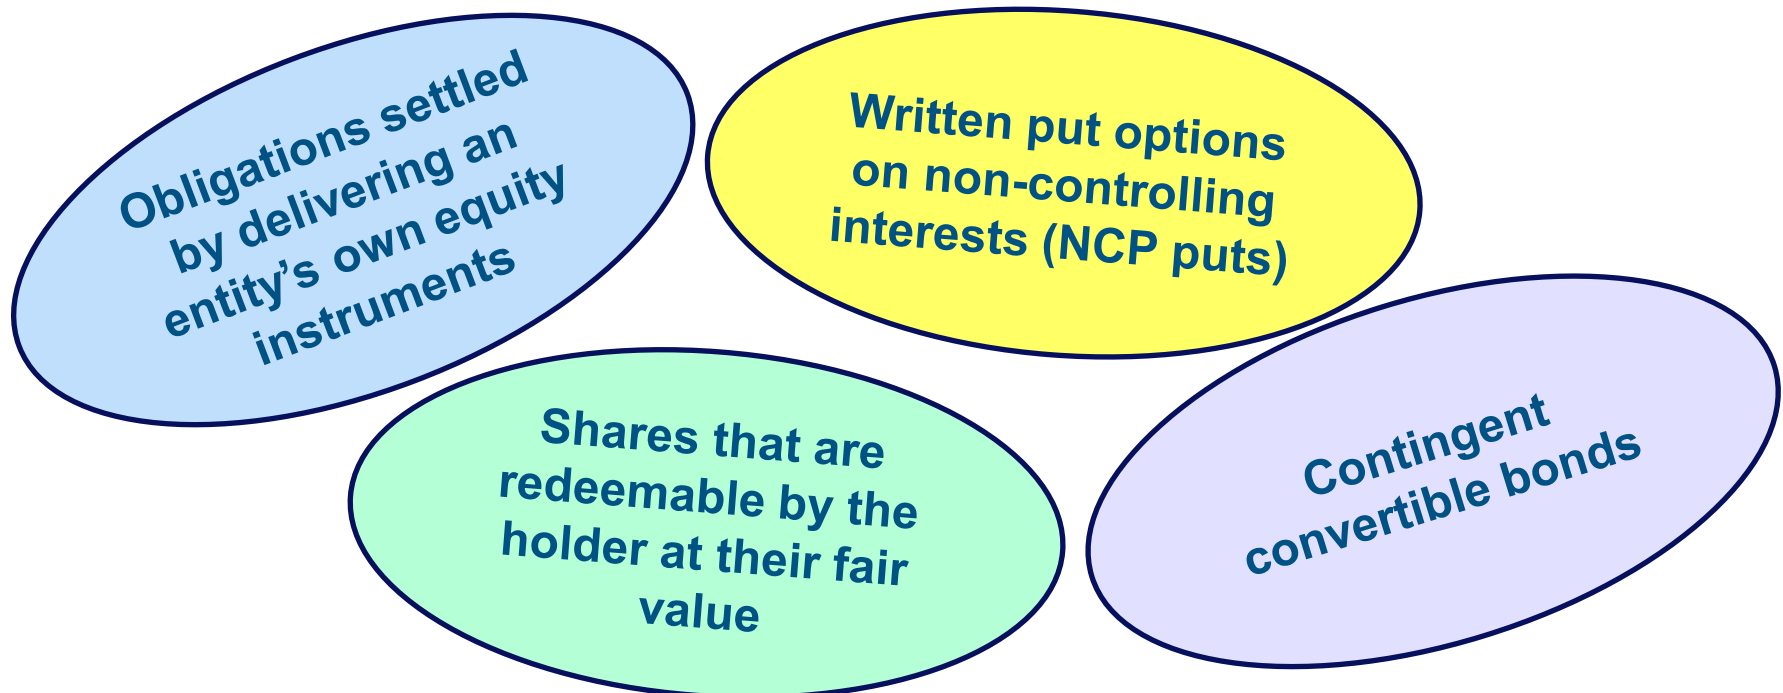 Obligations settled
by delivering an
entity’s own equity
instruments
Written put options
on non-controlling
interests (NCP puts)
Shares that are
redeemable by the
holder at their fair
value
Contingent
convertible bonds